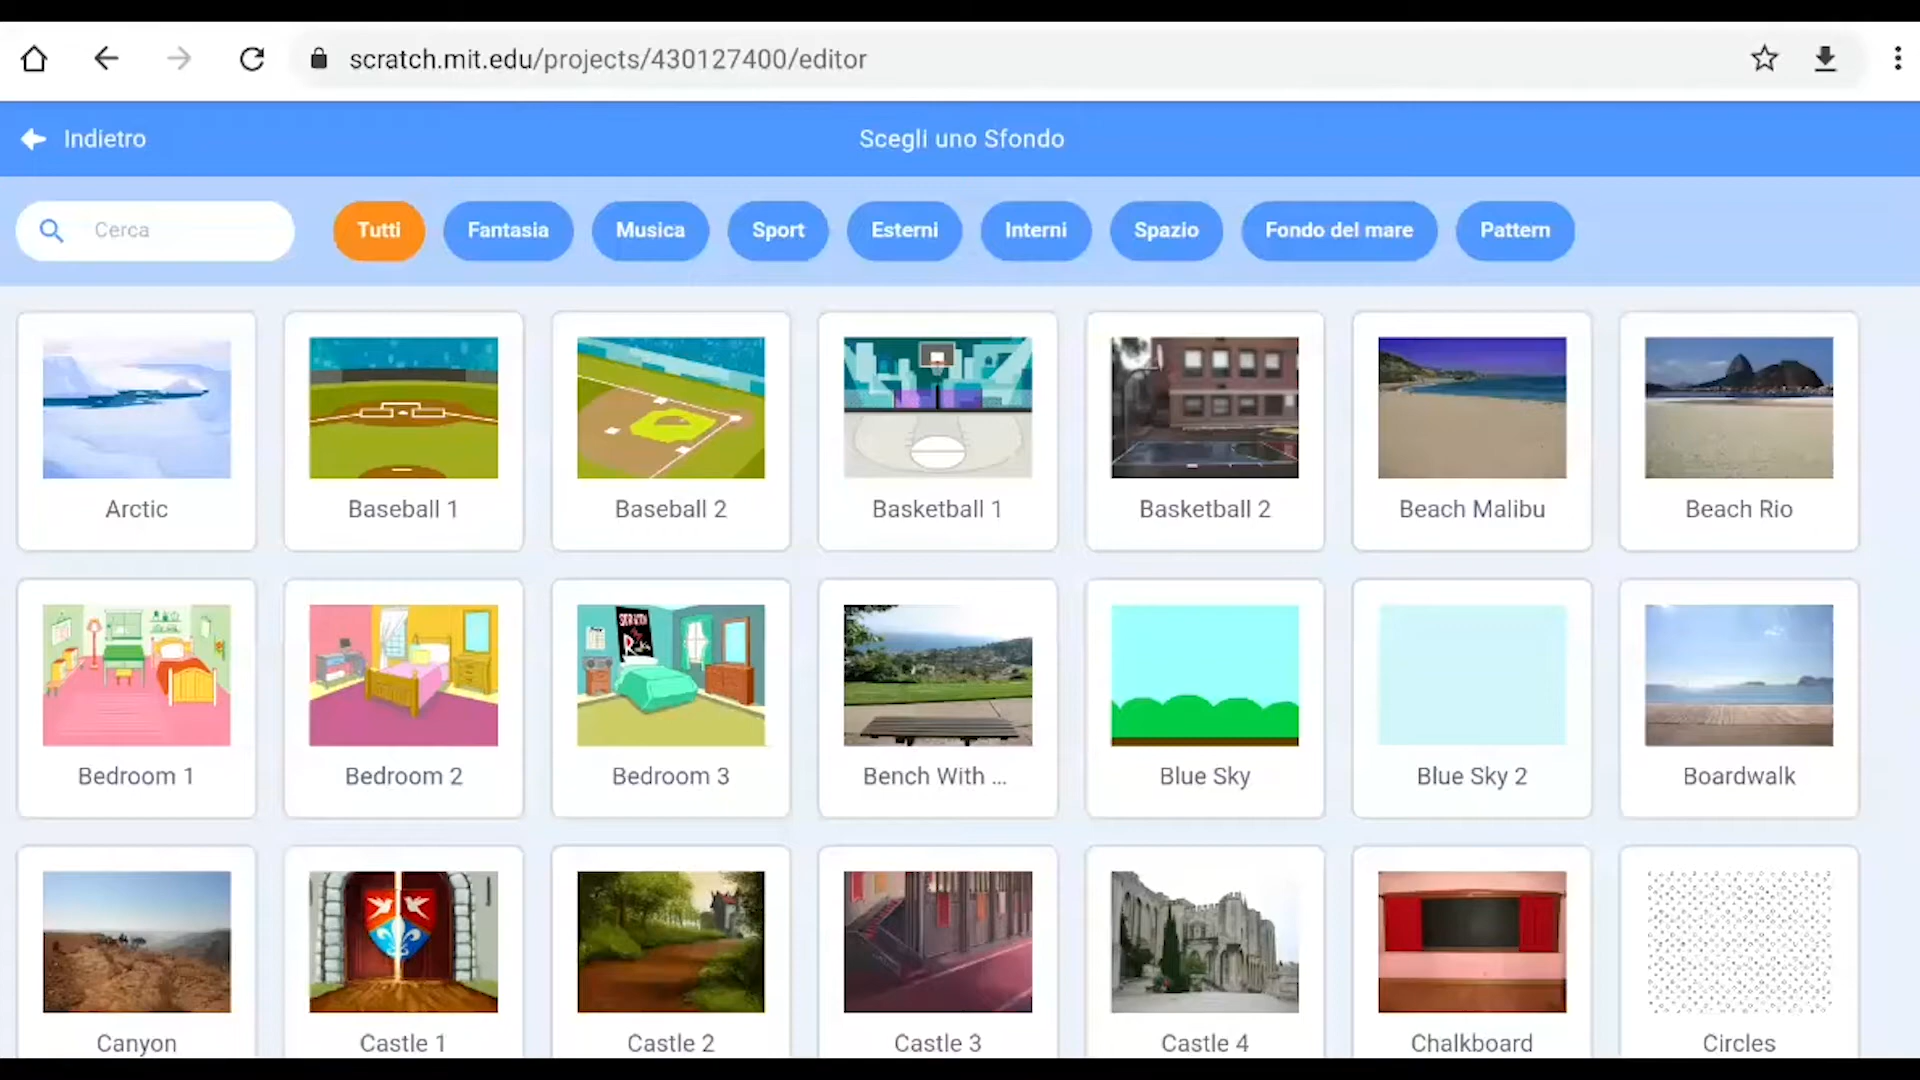 scratch.mit.edu/projects/430127400/editor
Indietro
Scegli uno Sfondo
Cerca
Tutti
Fantasia
Musica
Sport
Esterni
Interni
Spazio
Fondo del mare
Pattern
Arctic
Baseball 1
Baseball 2
Basketball 1
Basketball 2
Beach Malibu
Beach Rio
Bedroom 1
Bedroom 2
Bedroom 3
Bench With ...
Blue Sky
Blue Sky 2
Boardwalk
Canyon
Castle 1
Castle 2
Castle 3
Castle 4
Chalkboard
Circles